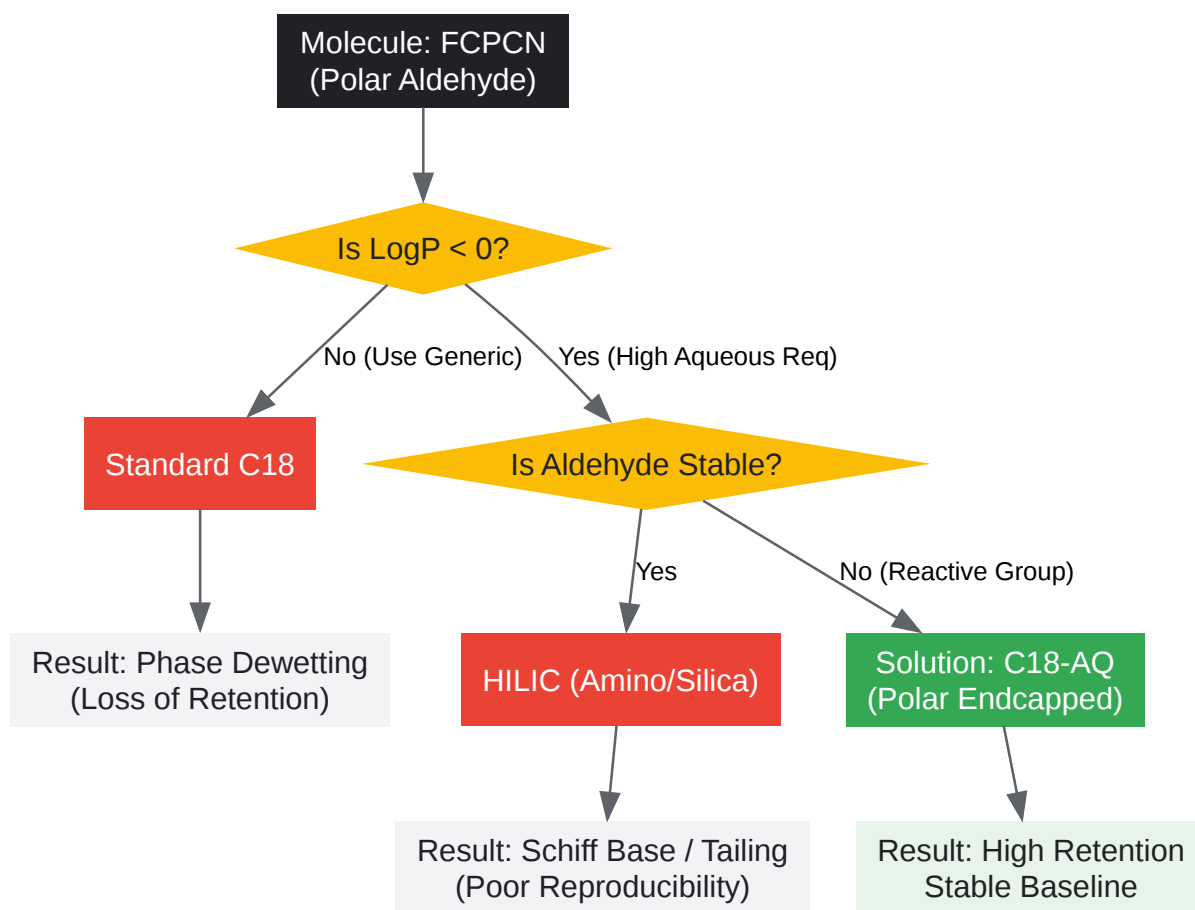 Molecule: FCPCN
(Polar Aldehyde)
Is LogP < 0?
No (Use Generic)
Yes (High Aqueous Req)
Standard C18
Is Aldehyde Stable?
Yes
No (Reactive Group)
Result: Phase Dewetting
(Loss of Retention)
HILIC (Amino/Silica)
Solution: C18-AQ
(Polar Endcapped)
Result: Schiff Base / Tailing
(Poor Reproducibility)
Result: High Retention
Stable Baseline